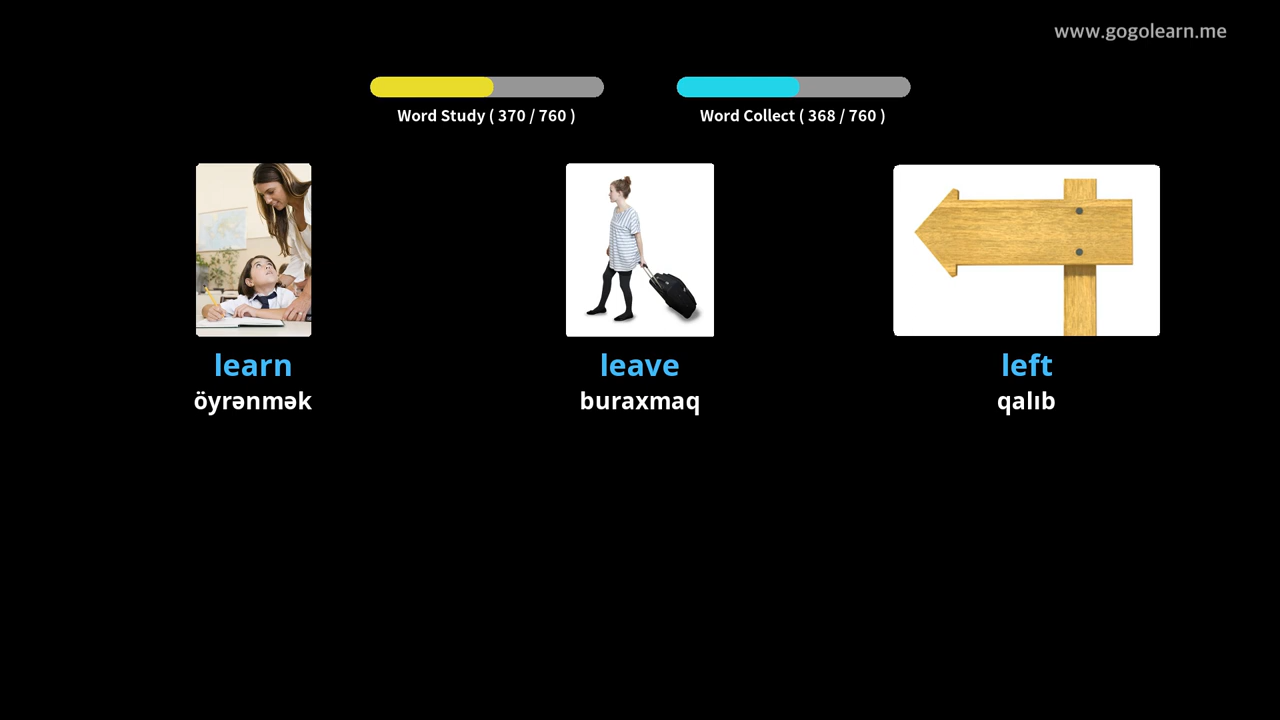 www.gogolearn.me
Word Study ( 370 / 760 )
Word Collect ( 368 / 760 )
learn
öyrənmək
leave
buraxmaq
left
qalıb